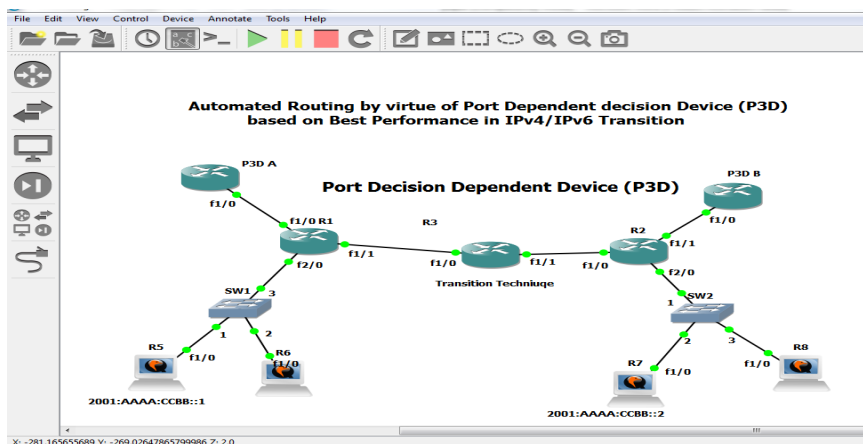 File Edit View Control Device Annotate Tools Help
Automated Routing by virtue of Port Dependent decision Device (P3D)
based on Best Performance in IPv4/IPv6 Transition
P3D A
P3D B
Port Decision Dependent Device (P3D)
f1/0
f1/0
f1/0 R1
R3
R2
f1/1
f1/1
f1/0
f1/1
f1/0
f2/0
f2/0
Transition Techniuqe
SW1
3
1
SW2
1
2
2
3
R5
R6
R7
R8
f1/0
f1/0
f1/0
f1/0
2001:AAAA:CCBB::1
2001:AAAA:CCBB::2
X: -281.165655689 Y: -269.02647865799986 Z: 2.0